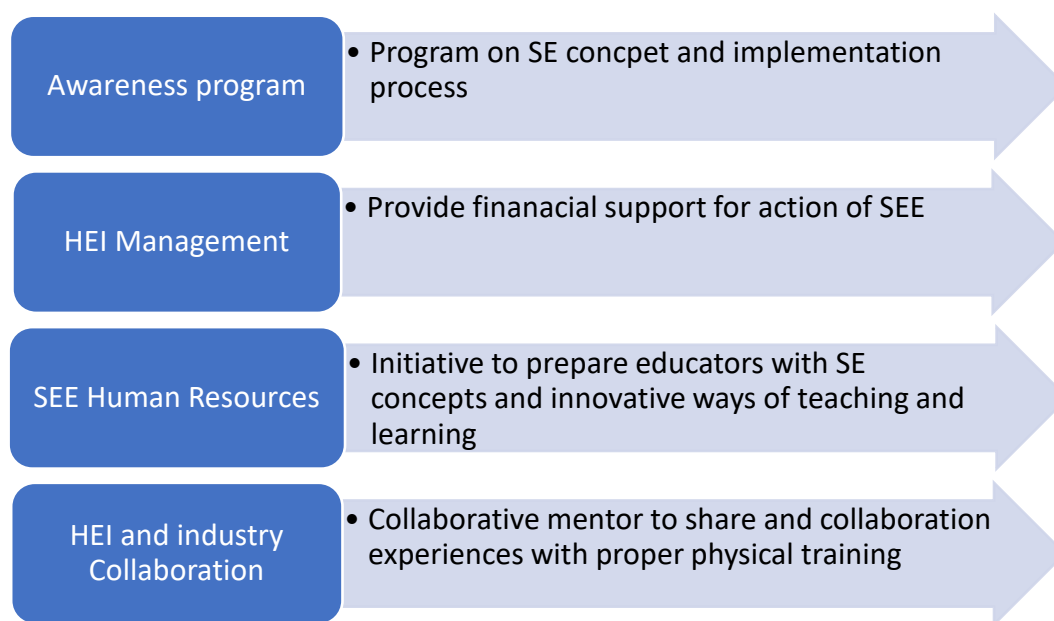 Awareness program
• Program on SE concpet and implementation
process
HEI Management
• Provide finanacial support for action of SEE
SEE Human Resources
• Initiative to prepare educators with SE
concepts and innovative ways of teaching and
learning
HEI and industry
Collaboration
• Collaborative mentor to share and collaboration
experiences with proper physical training